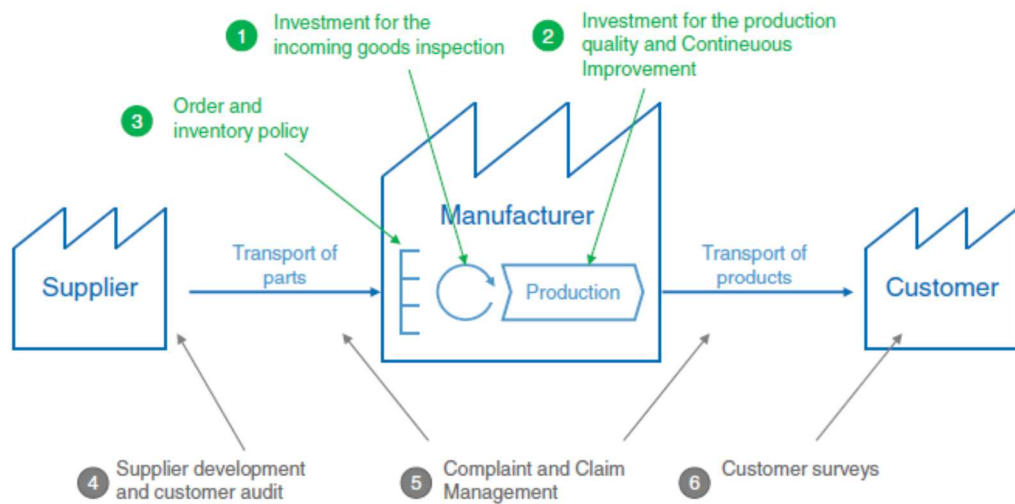 1
Investment for the
incoming goods inspection
2
Investment for the production
quality and Contineuous
Improvement
3
Order and
inventory policy
Manufacturer
Transport of
parts
Transport of
products
Supplier
Production
Customer
4
Supplier development
and customer audit
5
Complaint and Claim
Management
6
Customer surveys